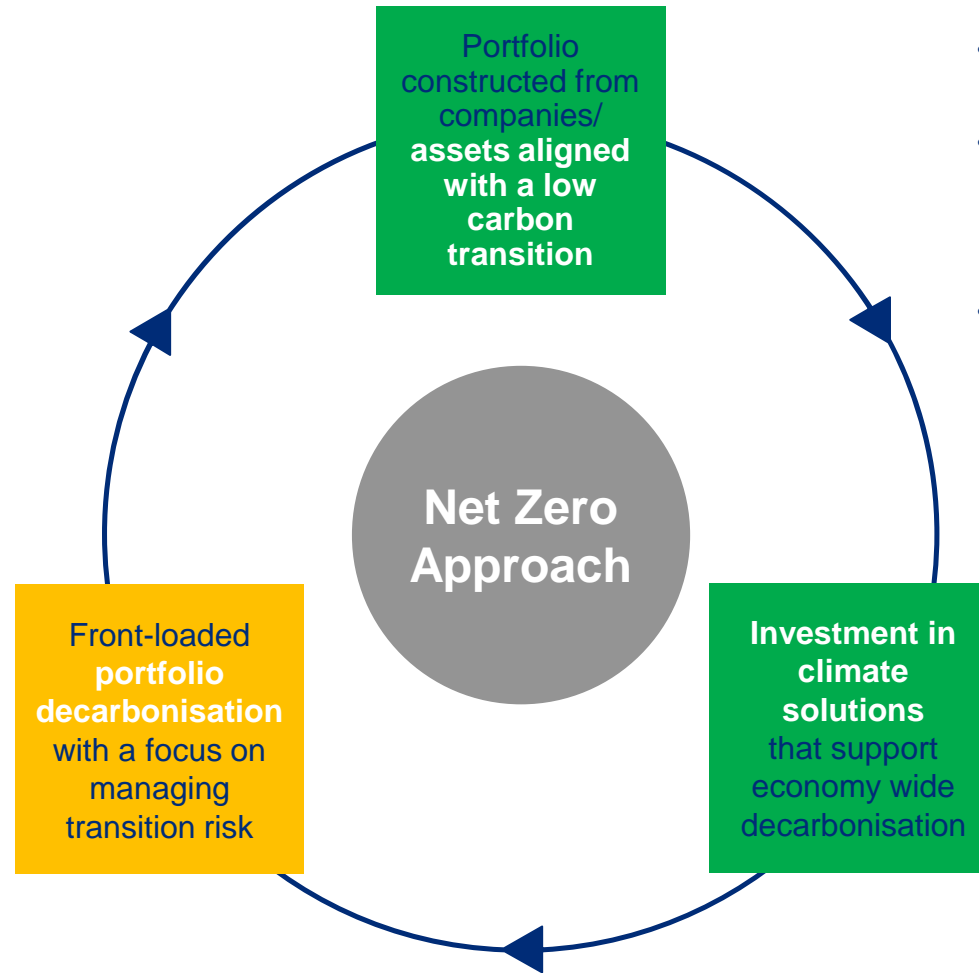 Portfolio
constructed from
companies/
assets aligned
with a low
carbon
transition
Net Zero
Approach
Front-loaded
portfolio
decarbonisation
with a focus on
managing
transition risk
Investment in
climate
solutions
that support
economy wide
decarbonisation